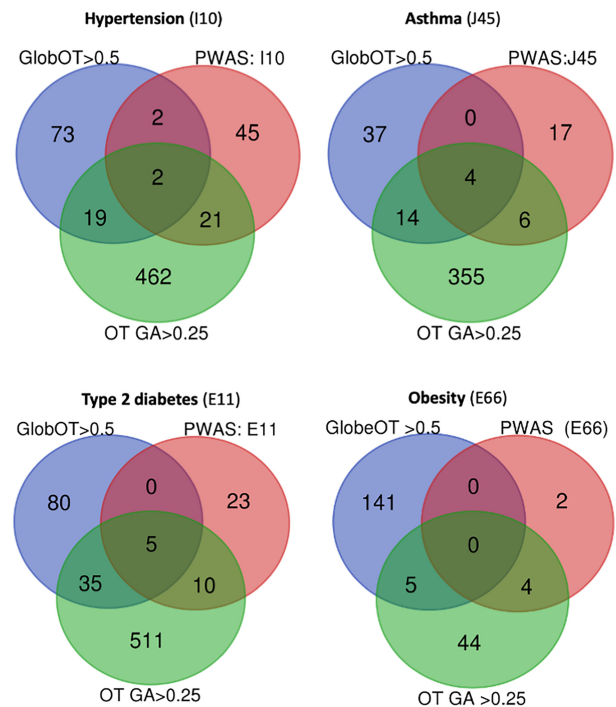 Hypertension (I10)
GlobOT>0.5 PWAS: I10
73
2
45
2
19
21
462
OT GA>0.25
Asthma (J45)
GlobOT>0.5 PWAS:J45
37
0
17
4
14
6
355
OT GA>0.25
Type 2 diabetes (E11)
GlobOT>0.5 PWAS: E11
80
0
23
5
35
10
511
OT GA>0.25
Obesity (E66)
GlobeOT >0.5 PWAS (E66)
141
0
2
0
5
4
44
OT GA >0.25